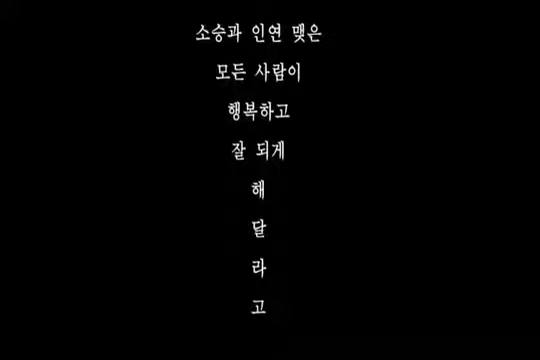 소승과 인연 맺은
모든 사람이
행복하고
잘 되게
해
달
라
고